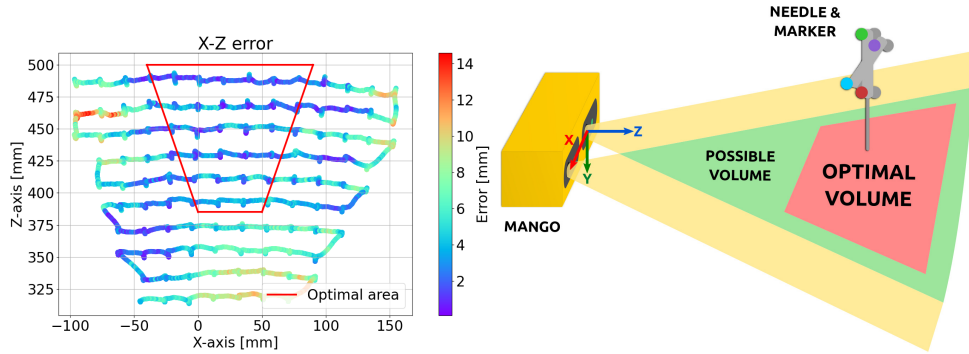 X-Z error
Z-axis [mm]
500
475
450
425
400
375
350
325
−100
−50
0
50
100
150
X-axis [mm]
Optimal area
14
12
10
8
6
4
2
Error [mm]
NEEDLE &
MARKER
X
Z
Y
MANGO
POSSIBLE
VOLUME
OPTIMAL
VOLUME